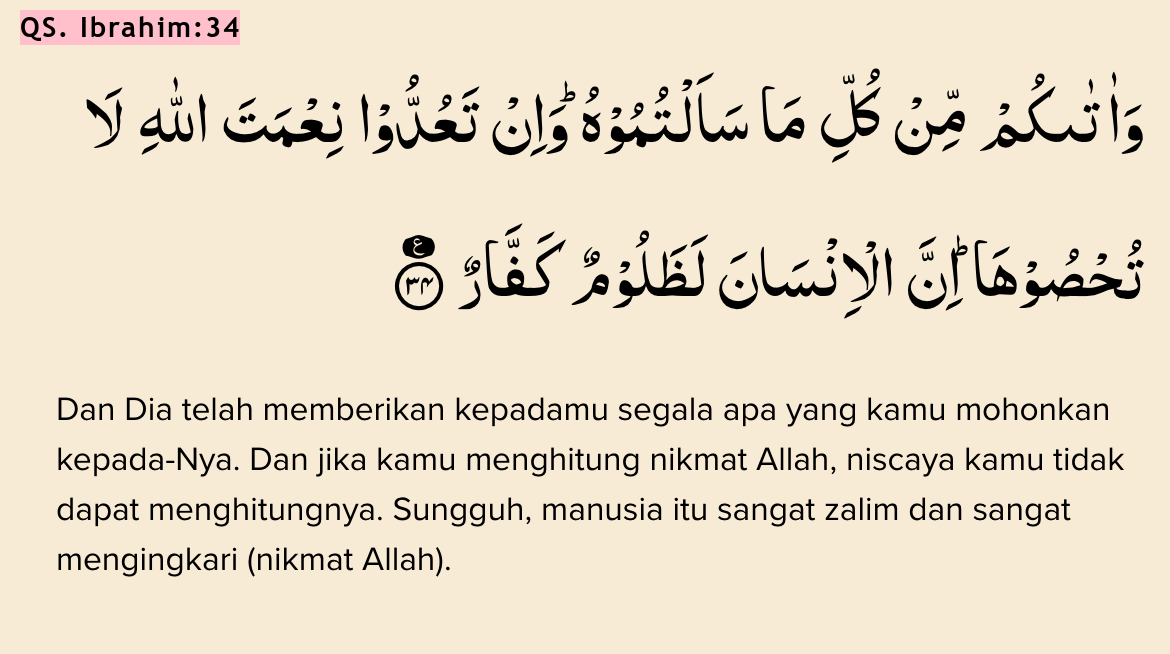 QS. Ibrahim:34
وَاٰتٰىكُمْ مِّنْ كُلِّ مَا سَاَلْتُمُوْهُۗ وَاِنْ تَعُدُّوْا نِعْمَتَ اللّٰهِ لَا
تُحْصُوْهَاۗ اِنَّ الْاِنْسَانَ لَظَلُوْمٌ كَفَّارٌ ࣖ ٣٤
Dan Dia telah memberikan kepadamu segala apa yang kamu mohonkan
kepada-Nya. Dan jika kamu menghitung nikmat Allah, niscaya kamu tidak
dapat menghitungnya. Sungguh, manusia itu sangat zalim dan sangat
mengingkari (nikmat Allah).